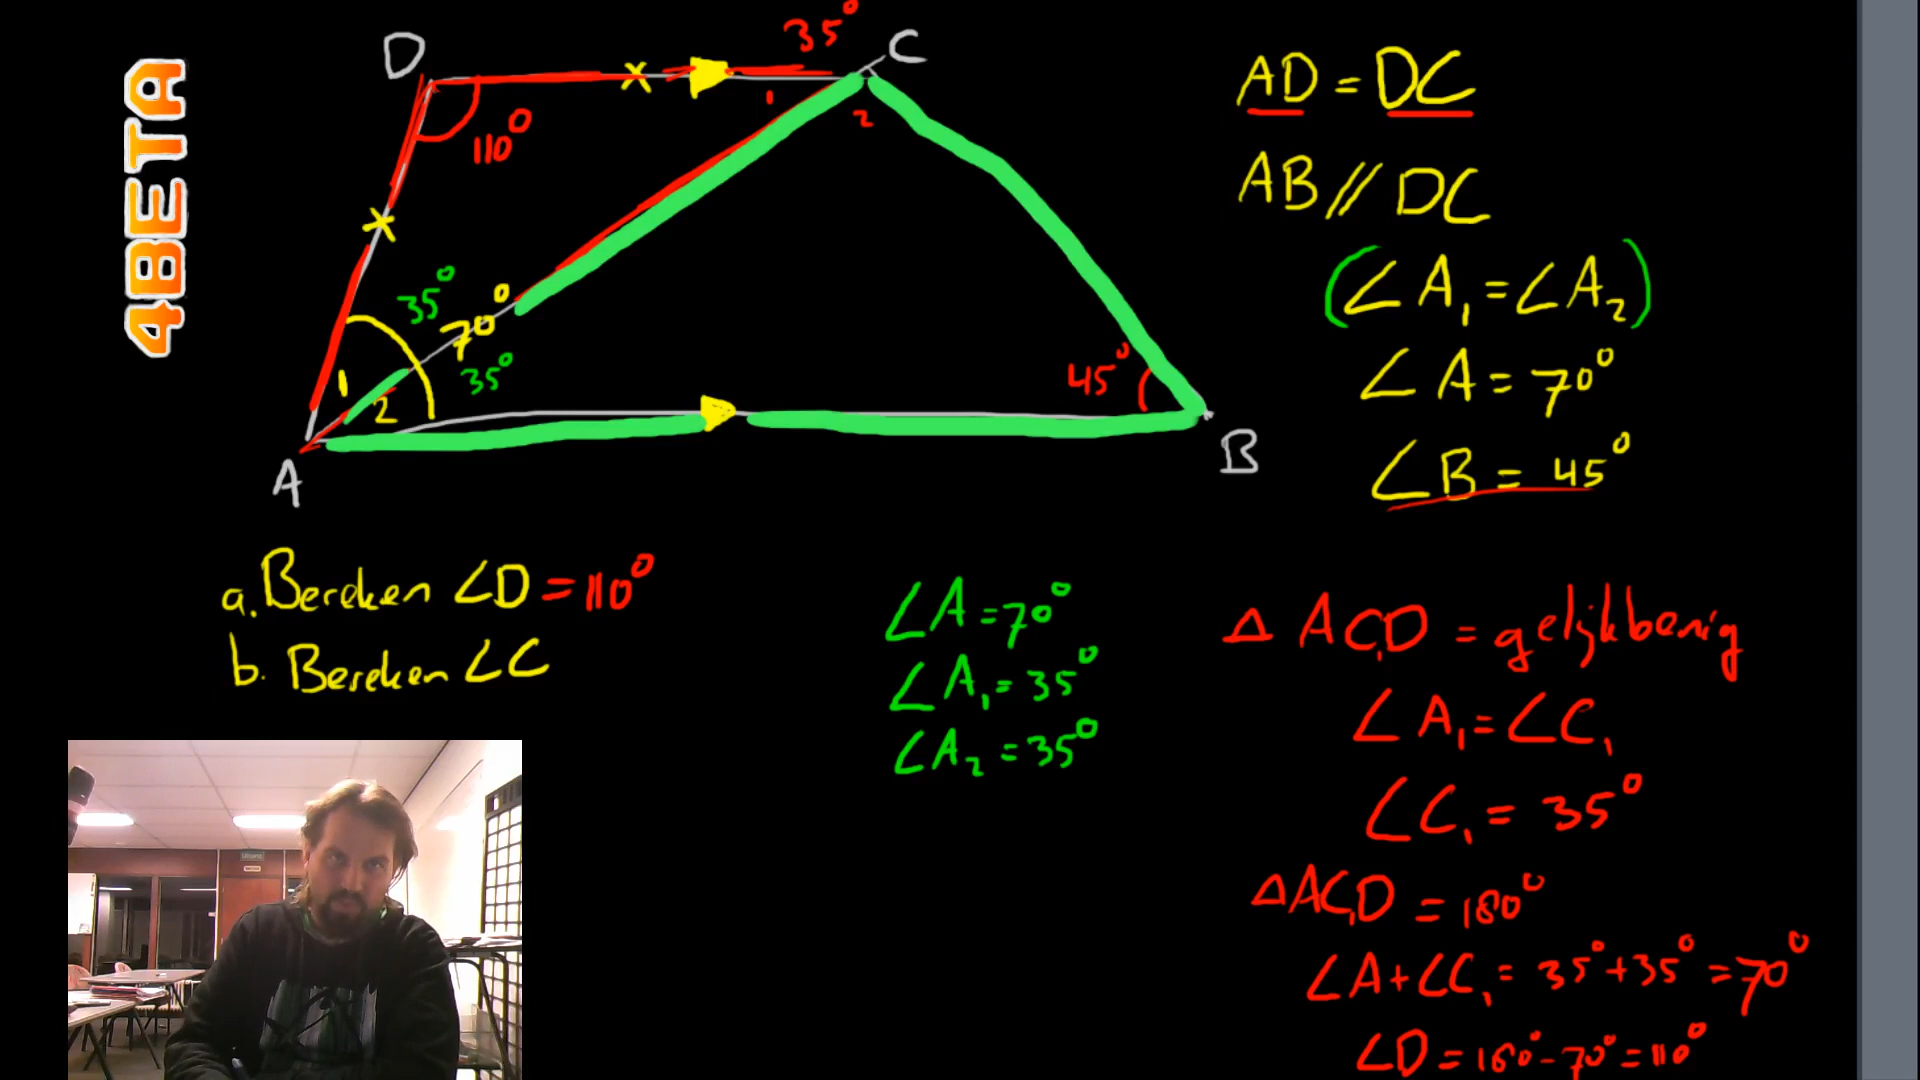 4BETA
D
C
35°
x
110°
1
2
x
35°
70°
35°
1
2
45°
A
B
AD = DC
AB // DC
(∠A₁ = ∠A₂)
∠A = 70°
∠B = 45°
a. Bereken ∠D = 110°
b. Bereken ∠C
∠A = 70°
∠A₁ = 35°
∠A₂ = 35°
△ AC₁D = gelijkbenig
∠A₁ = ∠C₁
∠C₁ = 35°
△AC₁D = 180°
∠A + ∠C₁ = 35° + 35° = 70°
∠D = 180° - 70° = 110°